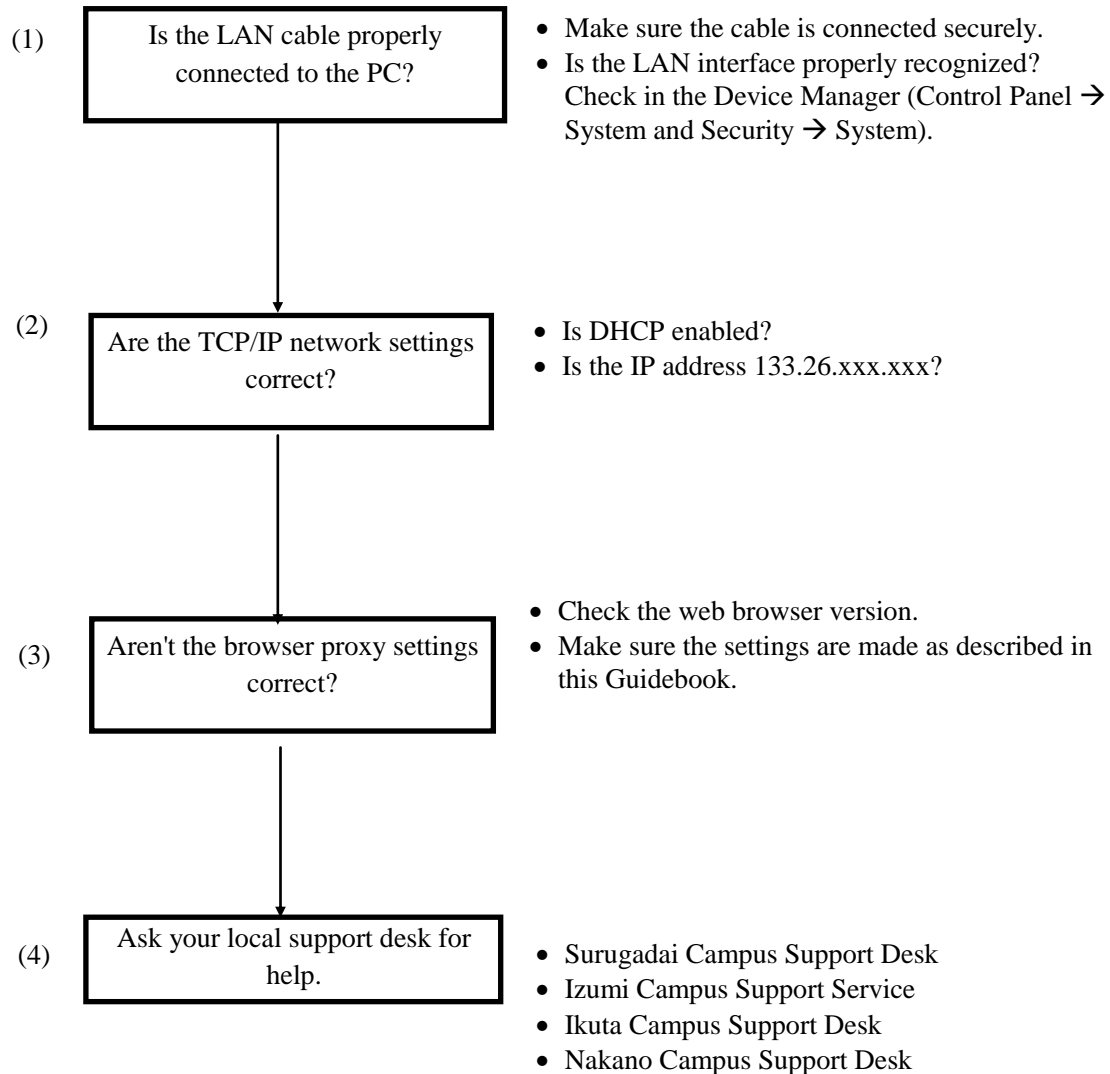 (1)
Is the LAN cable properly
connected to the PC?
• Make sure the cable is connected securely.
• Is the LAN interface properly recognized?
Check in the Device Manager (Control Panel →
System and Security → System).
(2)
Are the TCP/IP network settings
correct?
• Is DHCP enabled?
• Is the IP address 133.26.xxx.xxx?
(3)
Aren't the browser proxy settings
correct?
• Check the web browser version.
• Make sure the settings are made as described in
this Guidebook.
(4)
Ask your local support desk for
help.
• Surugadai Campus Support Desk
• Izumi Campus Support Service
• Ikuta Campus Support Desk
• Nakano Campus Support Desk